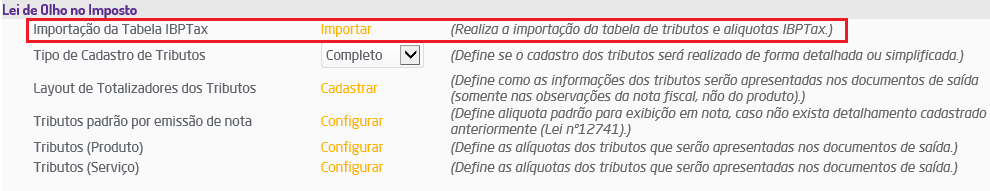 Lei de Olho no Imposto
Importação da Tabela IBPTax Importar (Realiza a importação da tabela de tributos e aliquotas IBPTax.)
Tipo de Cadastro de Tributos Completo (Define se o cadastro dos tributos será realizado de forma detalhada ou simplificada.)
Layout de Totalizadores dos Tributos Cadastrar (Define como as informações dos tributos serão apresentadas nos documentos de saída
(somente nas observações da nota fiscal, não do produto).)
Tributos padrão por emissão de nota Configurar (Define aliquota padrão para exibição em nota, caso não exista detalhamento cadastrado
anteriormente (Lei nº12741).)
Tributos (Produto) Configurar (Define as alíquotas dos tributos que serão apresentadas nos documentos de saída.)
Tributos (Serviço) Configurar (Define as alíquotas dos tributos que serão apresentadas nos documentos de saída.)